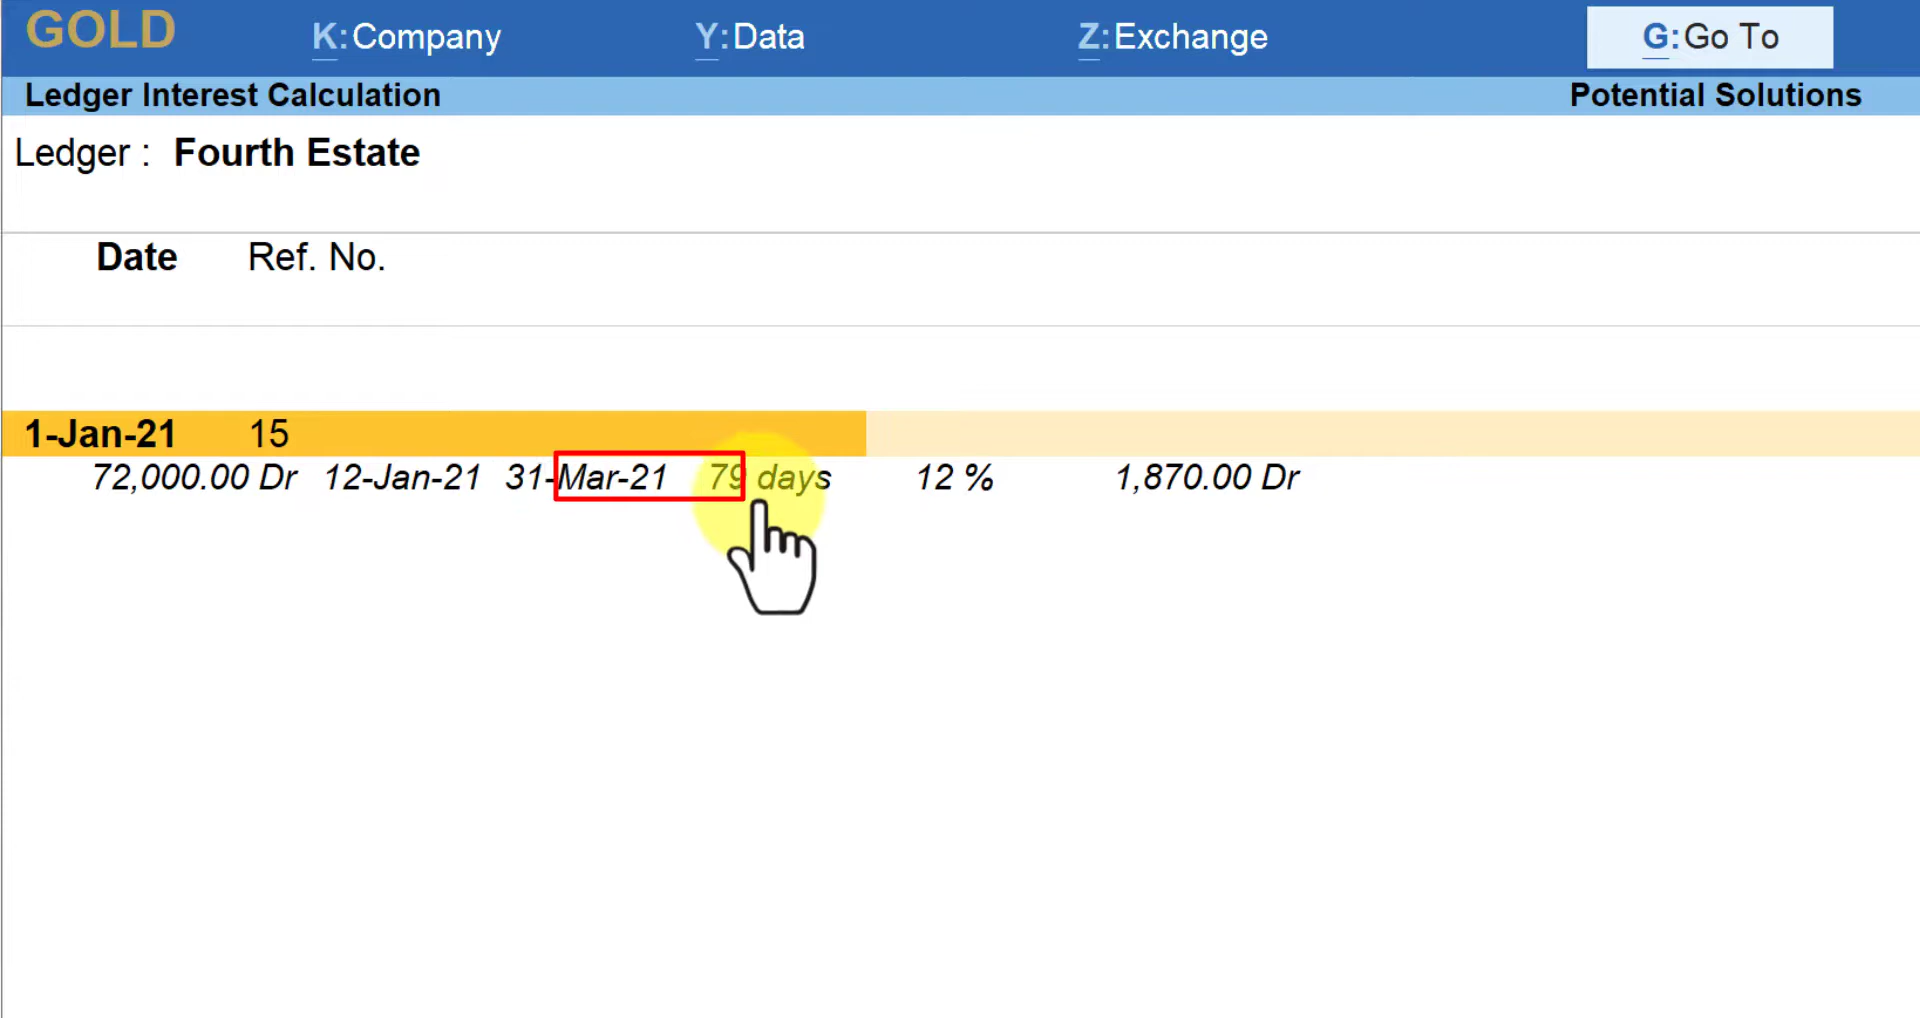 GOLD K:Company Y:Data Z:Exchange G:Go To
Ledger Interest Calculation Potential Solutions
Ledger : Fourth Estate
Date Ref. No.
1-Jan-21 15
72,000.00 Dr 12-Jan-21 31-Mar-21 79 days 12 % 1,870.00 Dr